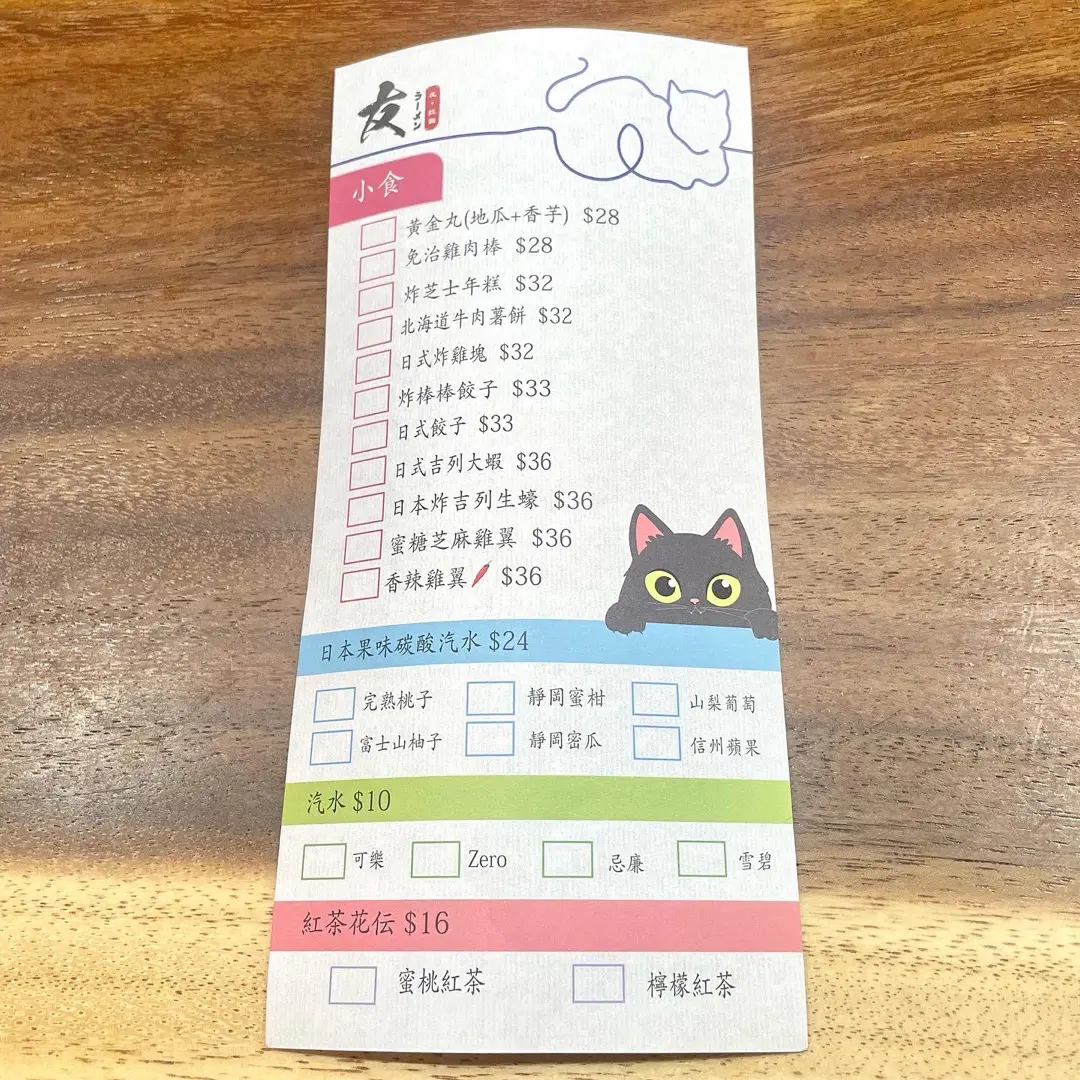 友
ラーメン
友・拉麵
小食
黃金丸(地瓜+香芋) $28
免治雞肉棒 $28
炸芝士年糕 $32
北海道牛肉薯餅 $32
日式炸雞塊 $32
炸棒棒餃子 $33
日式餃子 $33
日式吉列大蝦 $36
日本炸吉列生蠔 $36
蜜糖芝麻雞翼 $36
香辣雞翼 $36
日本果味碳酸汽水 $24
完熟桃子 靜岡蜜柑 山梨葡萄
富士山柚子 靜岡密瓜 信州蘋果
汽水 $10
可樂 Zero 忌廉 雪碧
紅茶花伝 $16
蜜桃紅茶 檸檬紅茶